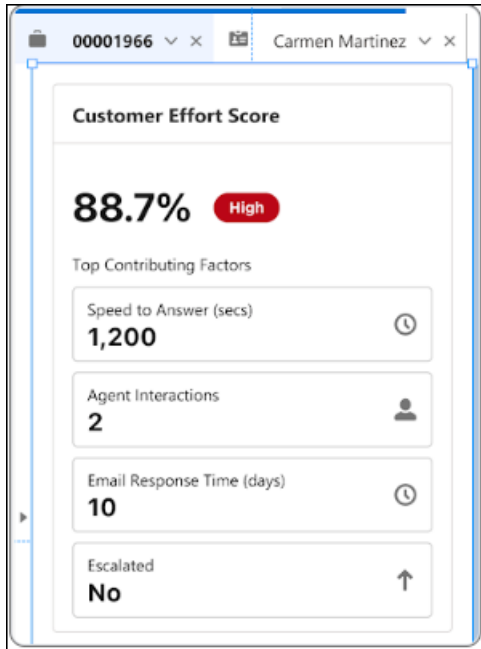 00001966 Carmen Martinez
Customer Effort Score
88.7% High
Top Contributing Factors
Speed to Answer (secs)
1,200
Agent Interactions
2
Email Response Time (days)
10
Escalated
No